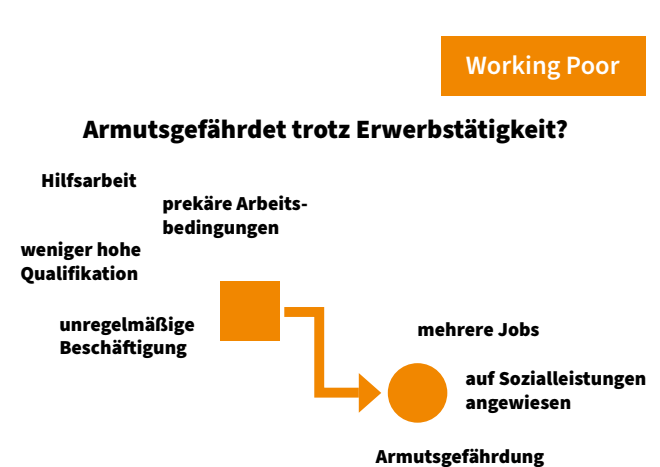 Working Poor
Armutsgefährdet trotz Erwerbstätigkeit?
Hilfsarbeit
prekäre Arbeits-
bedingungen
weniger hohe
Qualifikation
unregelmäßige
Beschäftigung
mehrere Jobs
auf Sozialleistungen
angewiesen
Armutsgefährdung